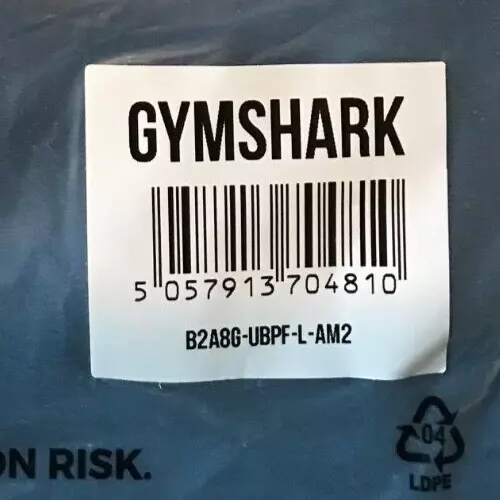 GYMSHARK
5 057913 704810
B2A8G-UBPF-L-AM2
ON RISK.
04
LDPE